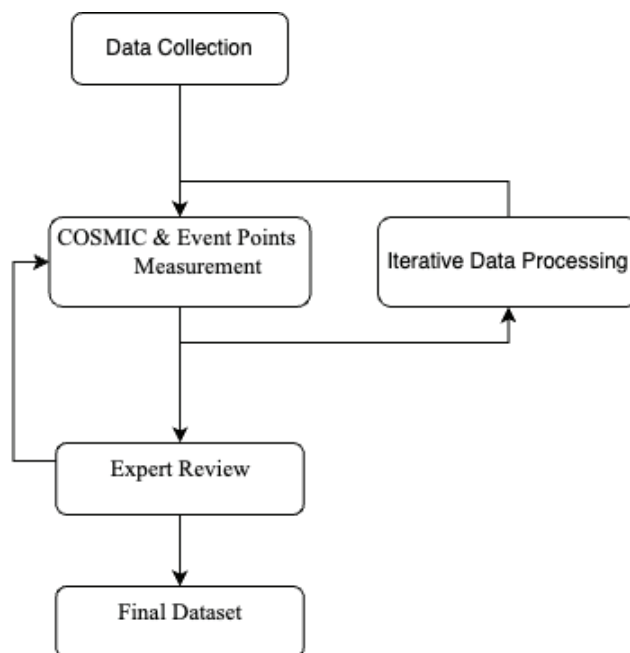 Data Collection
COSMIC & Event Points
Measurement
Iterative Data Processing
Expert Review
Final Dataset